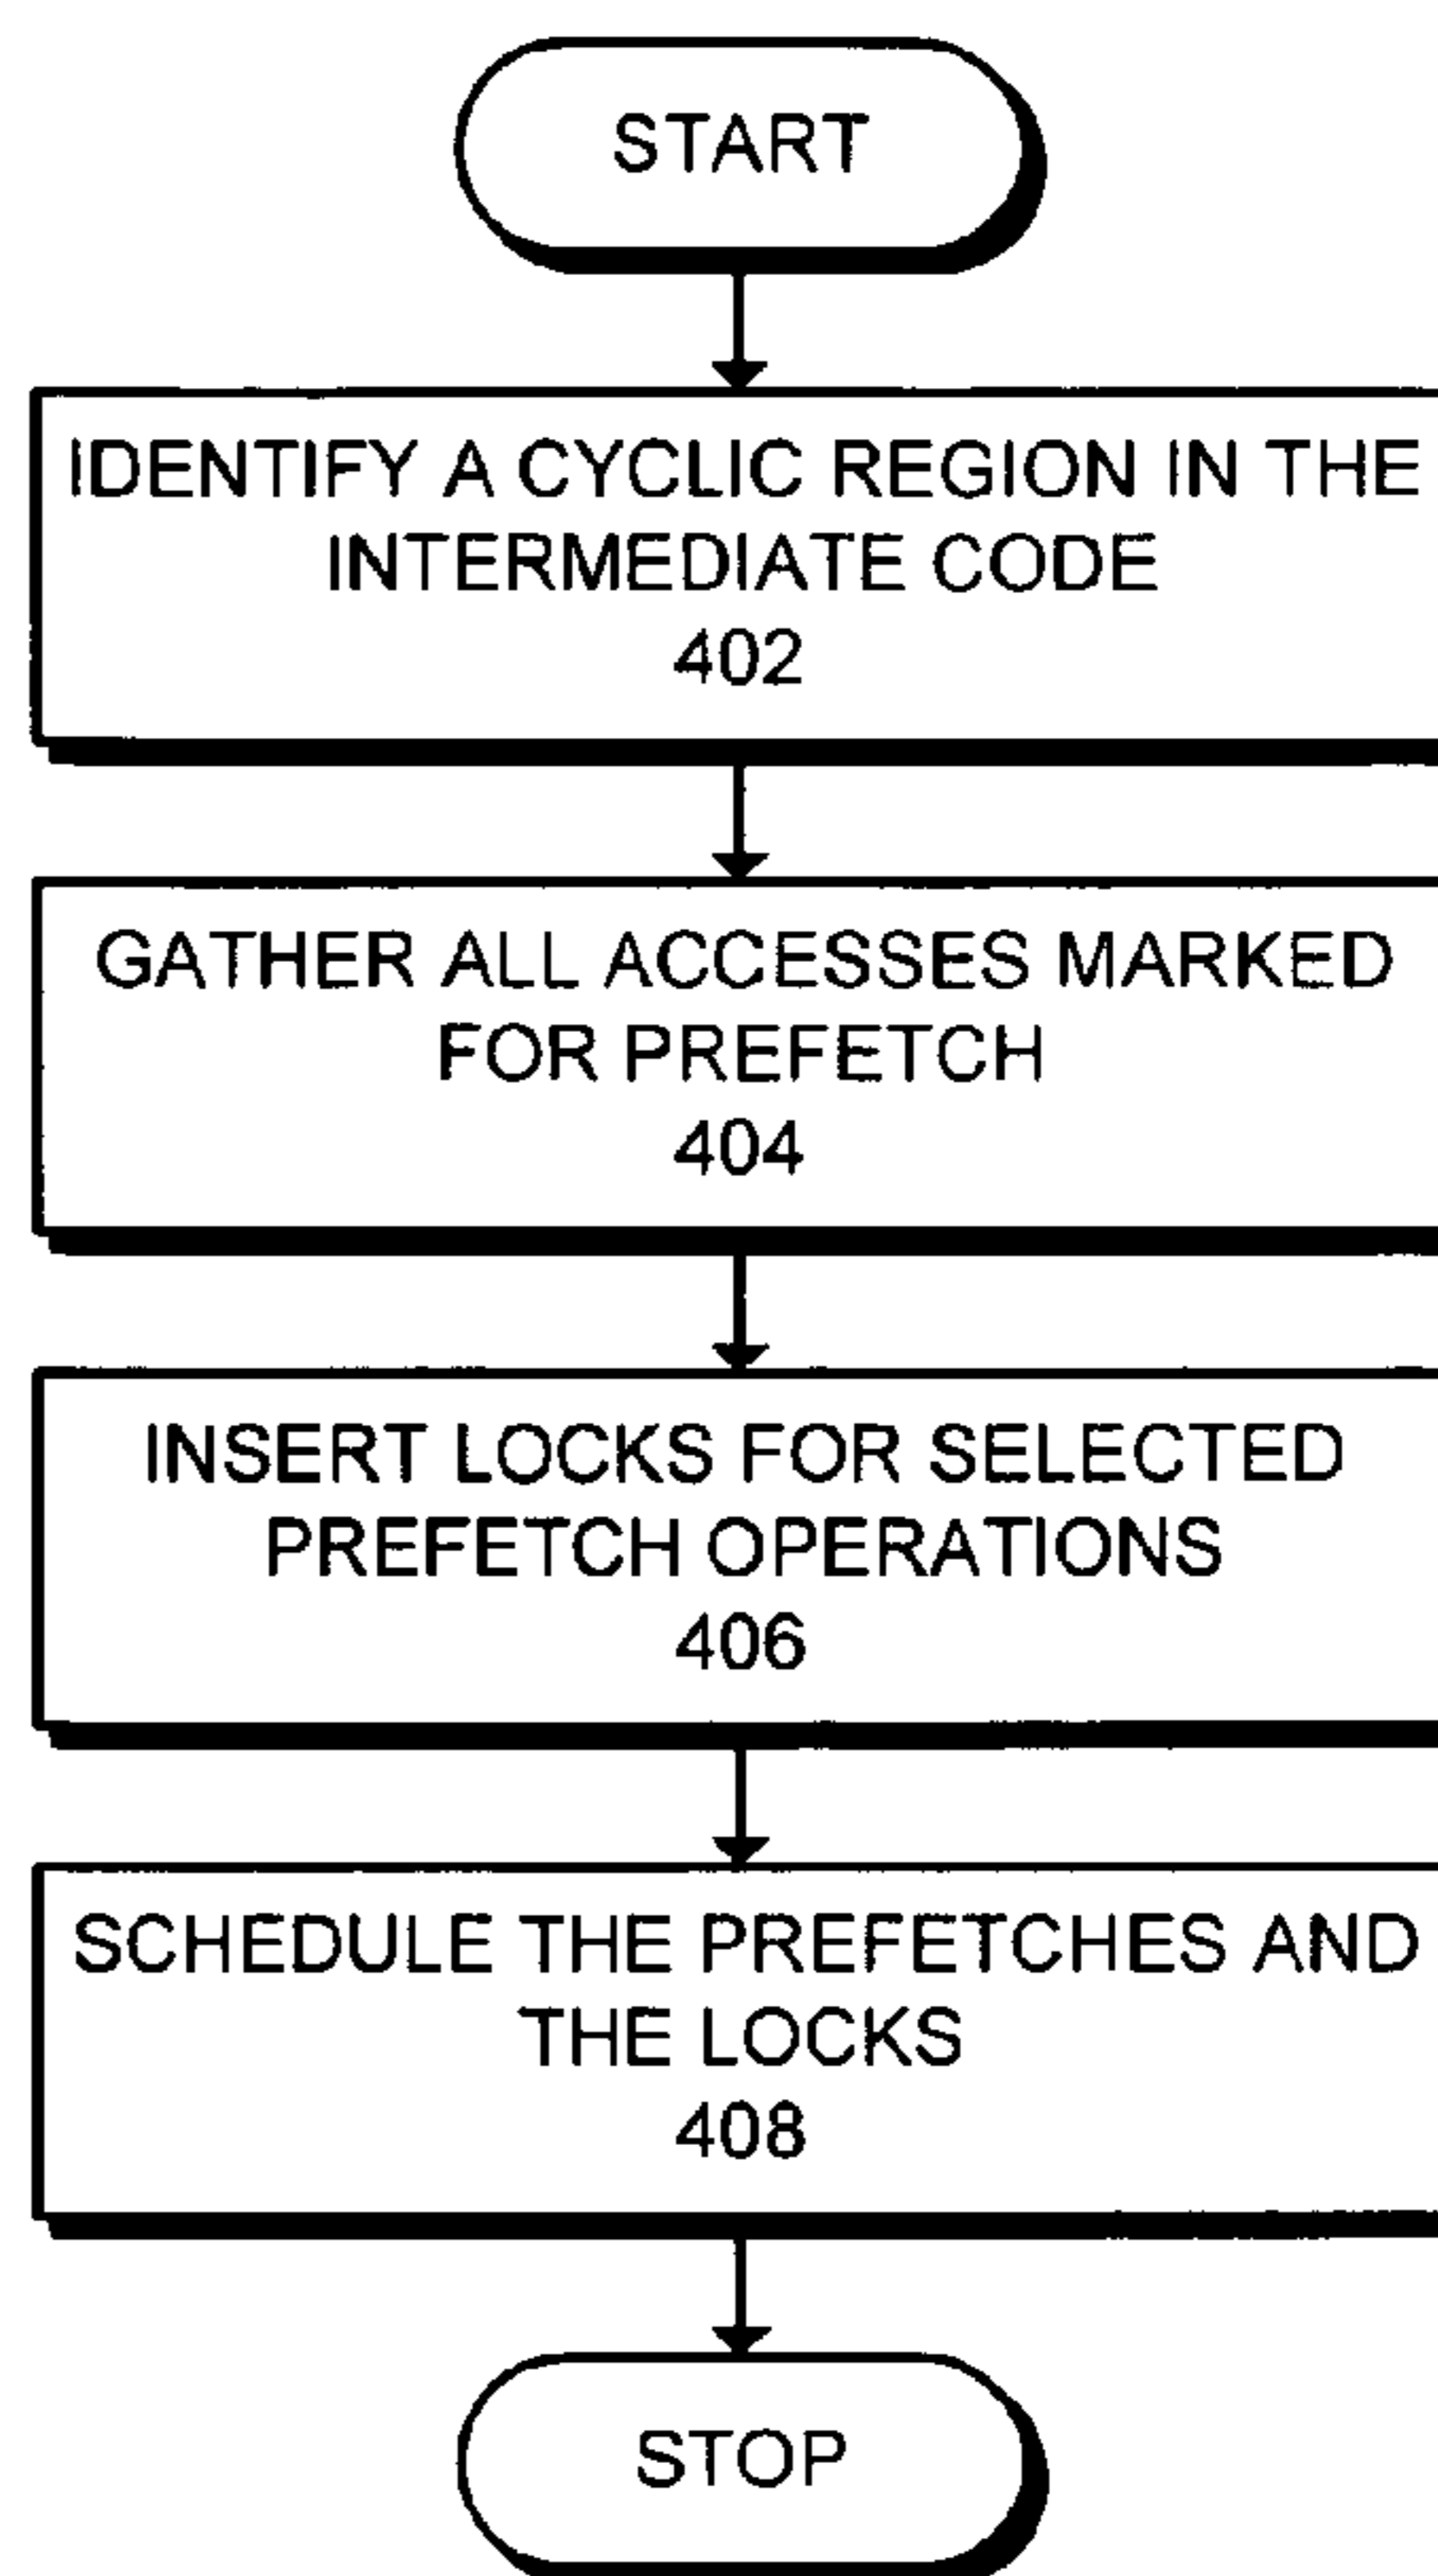 START
IDENTIFY A CYCLIC REGION IN THE
INTERMEDIATE CODE
402
GATHER ALL ACCESSES MARKED
FOR PREFETCH
404
INSERT LOCKS FOR SELECTED
PREFETCH OPERATIONS
406
SCHEDULE THE PREFETCHES AND
THE LOCKS
408
STOP